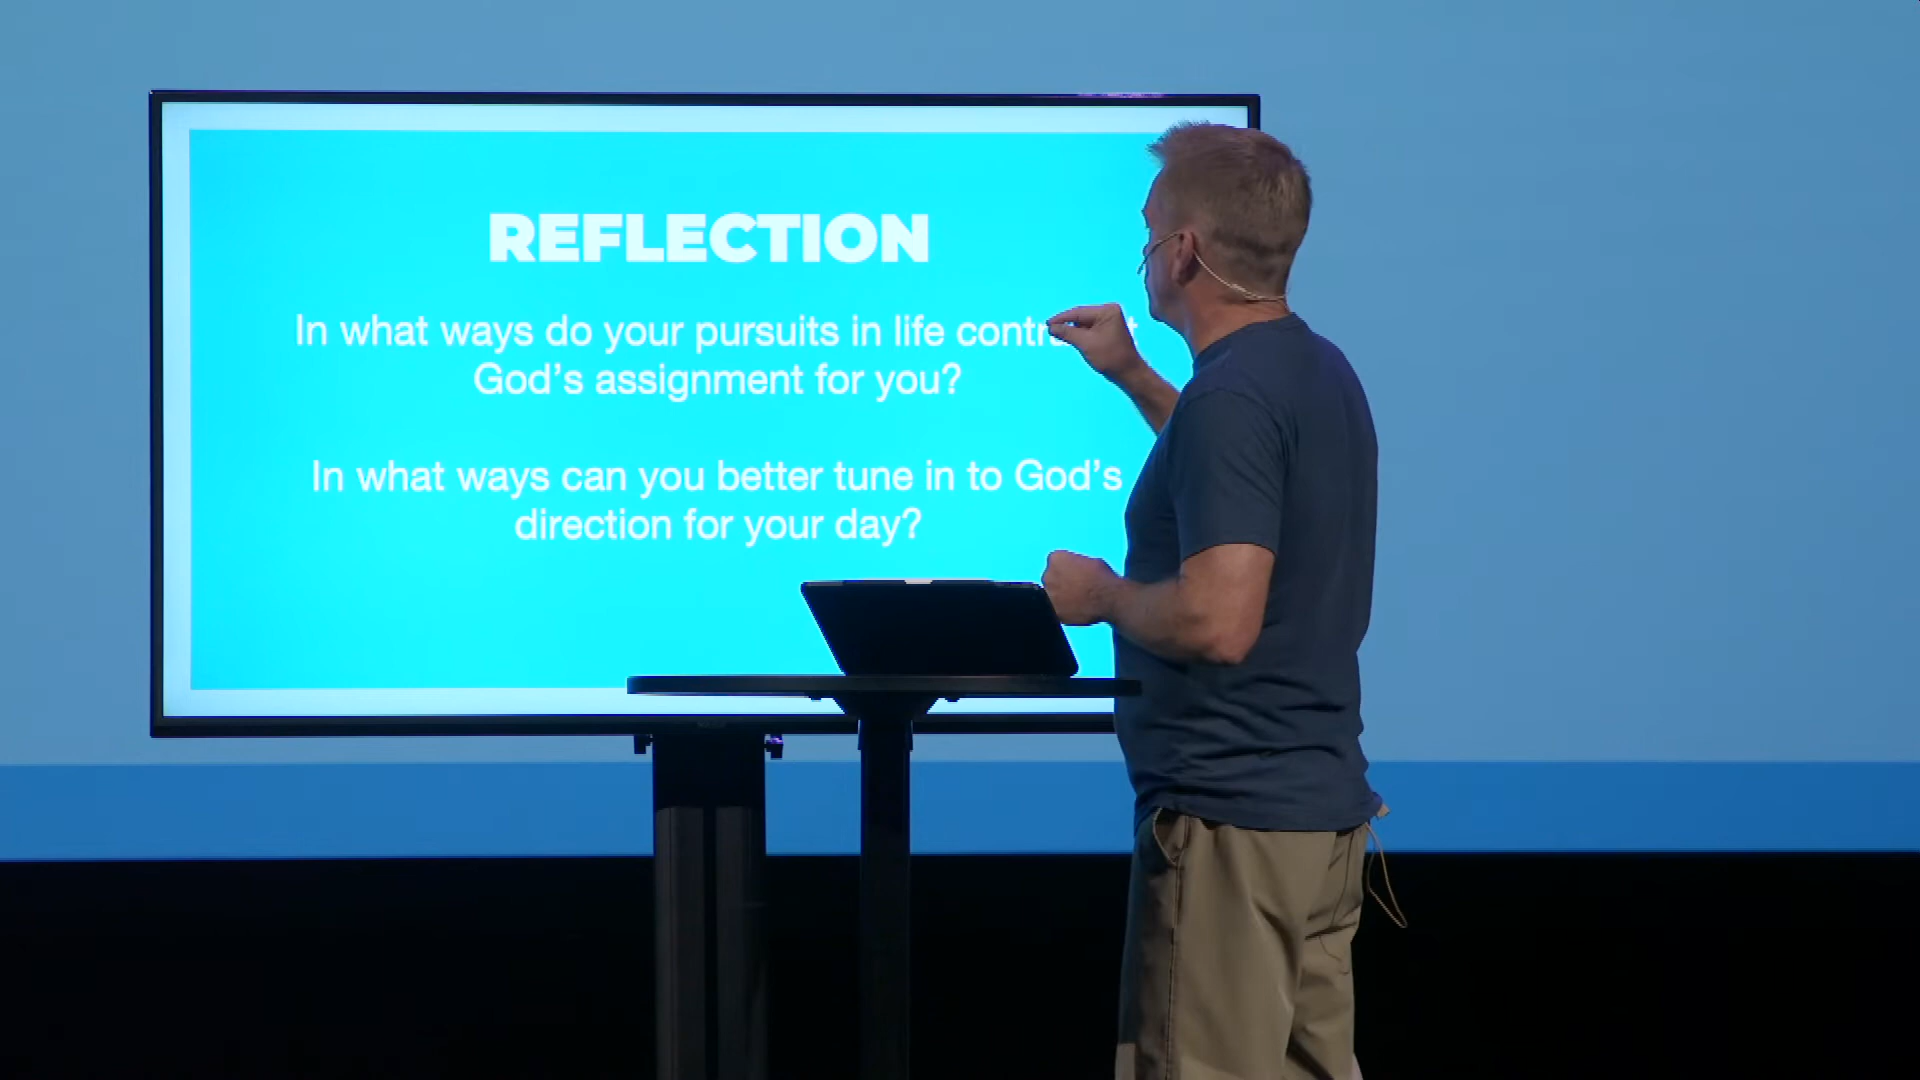 REFLECTION
In what ways do your pursuits in life
God's assignment for you?
In what ways can you better tune in to God's
direction for your day?